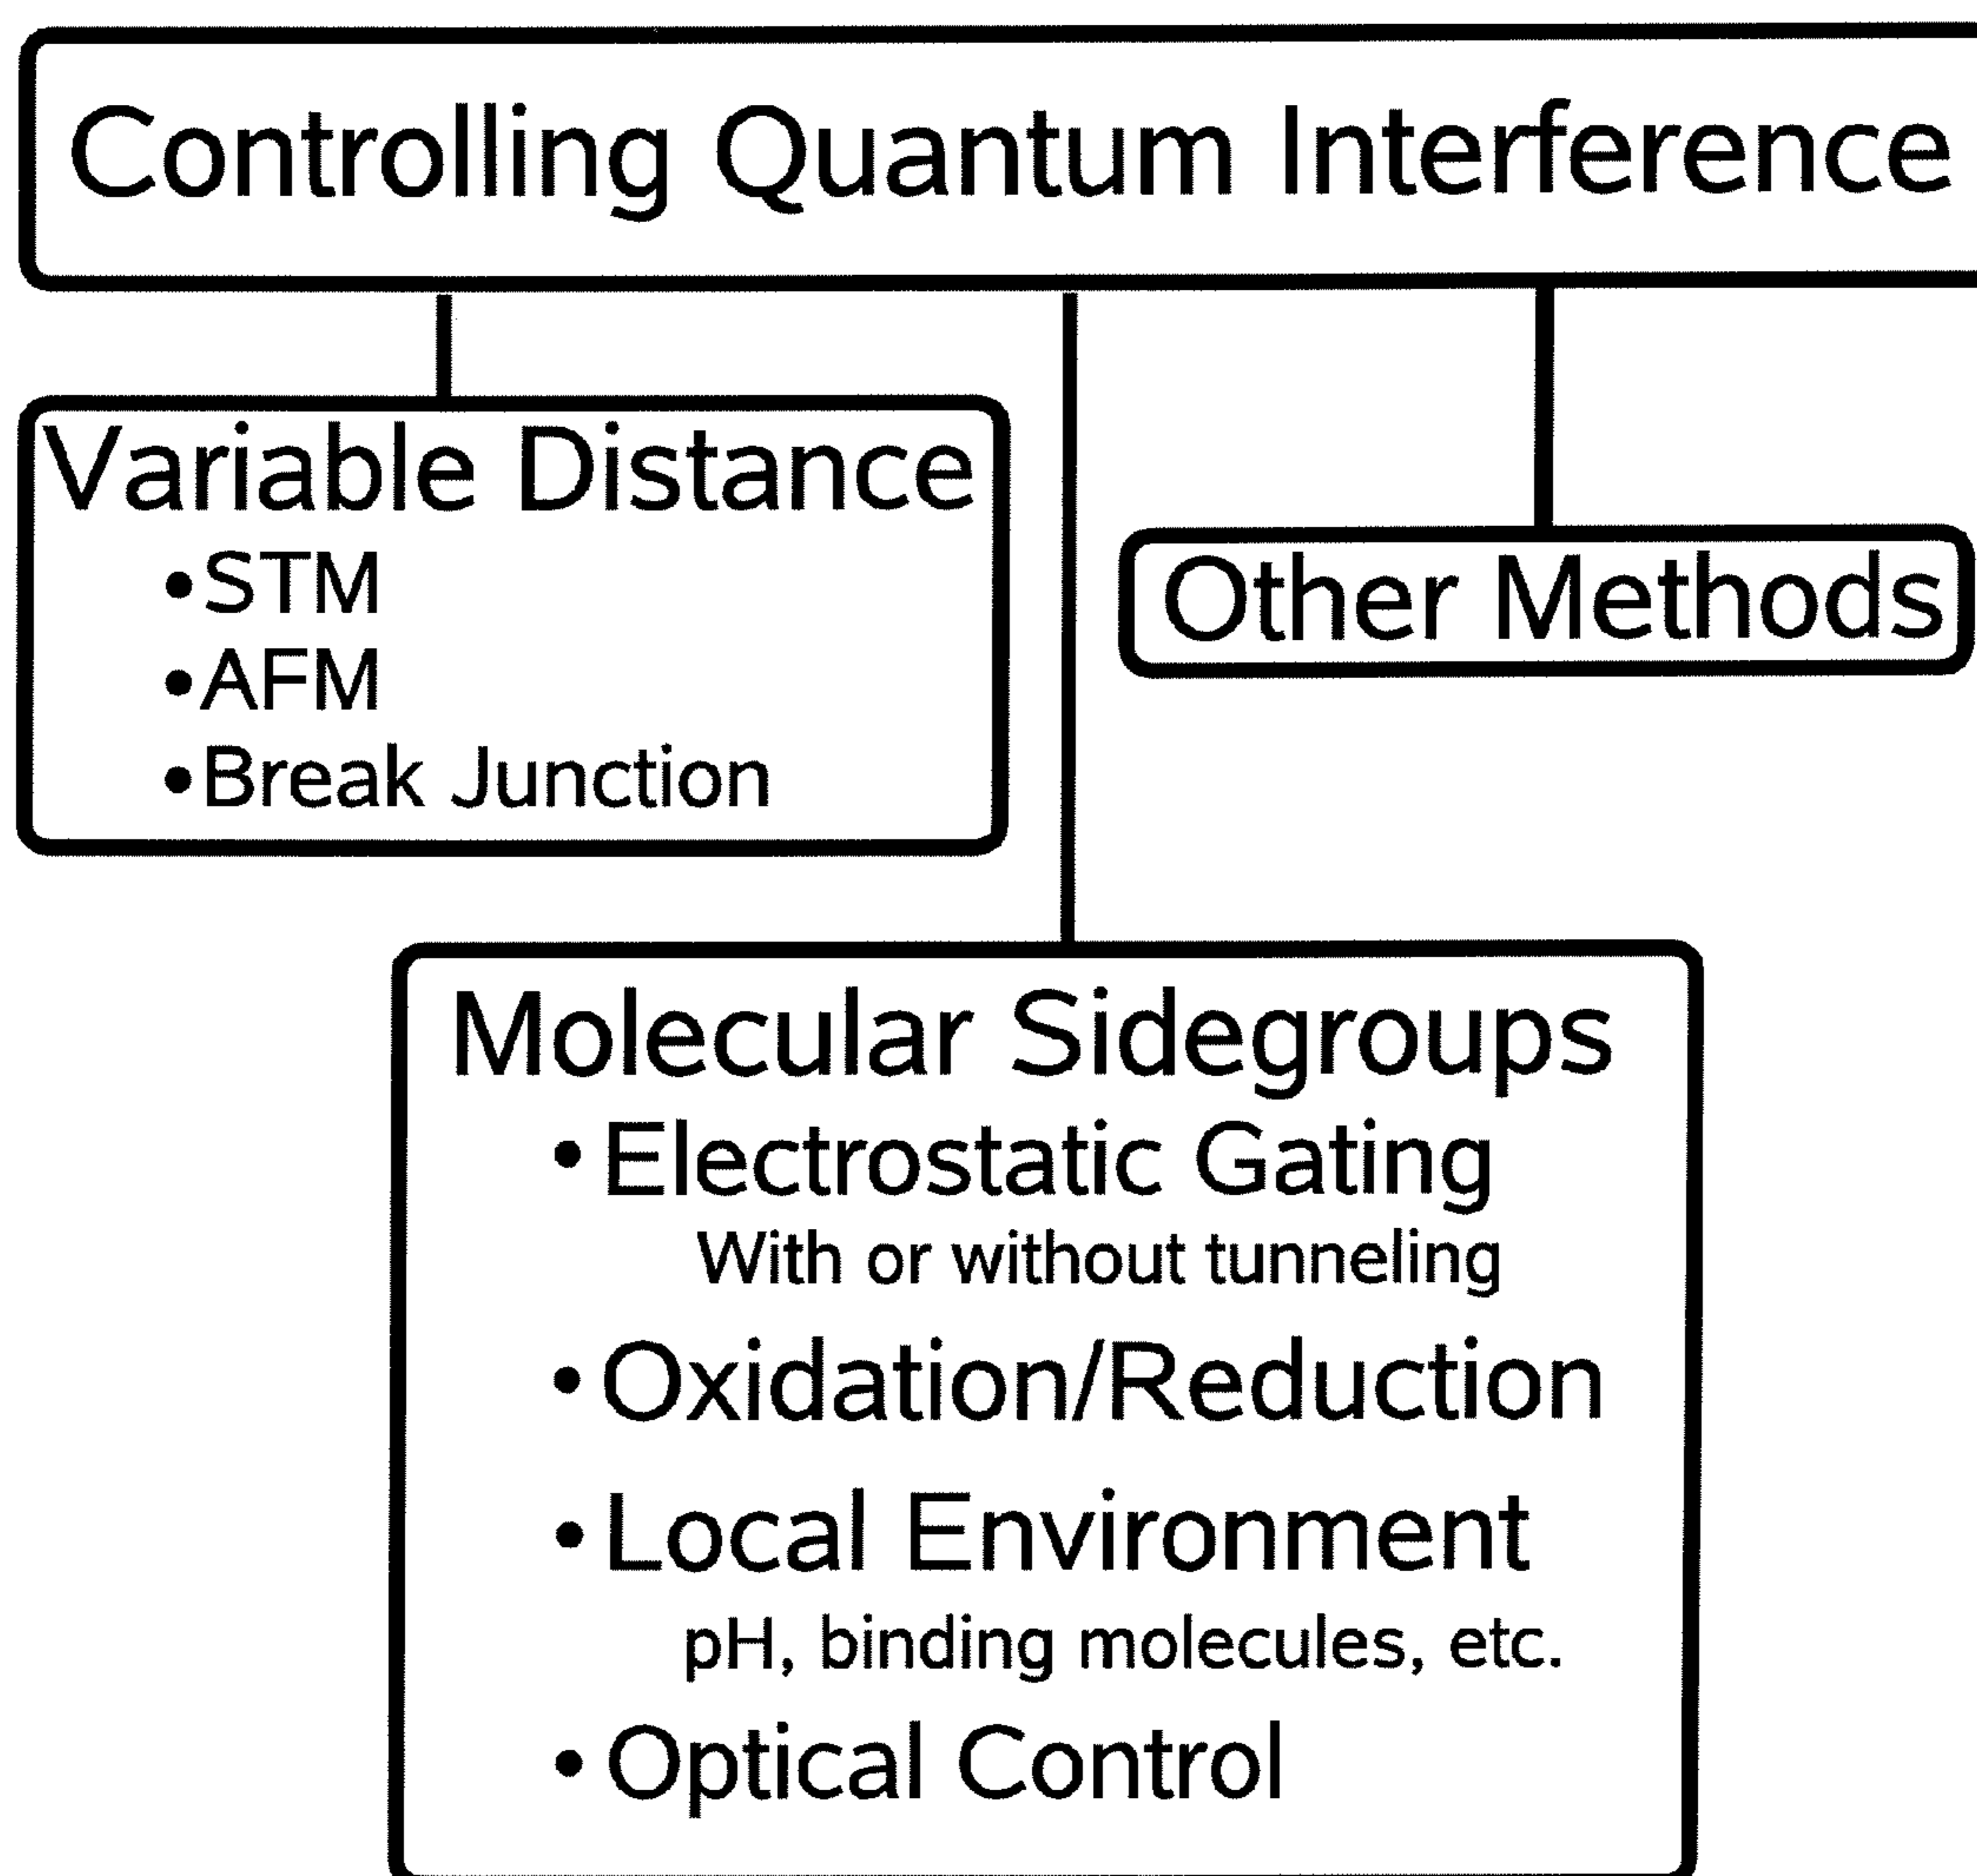 Controlling Quantum Interference
Variable Distance
•STM
•AFM
•Break Junction
Other Methods
Molecular Sidegroups
•Electrostatic Gating
With or without tunneling
•Oxidation/Reduction
•Local Environment
pH, binding molecules, etc.
•Optical Control